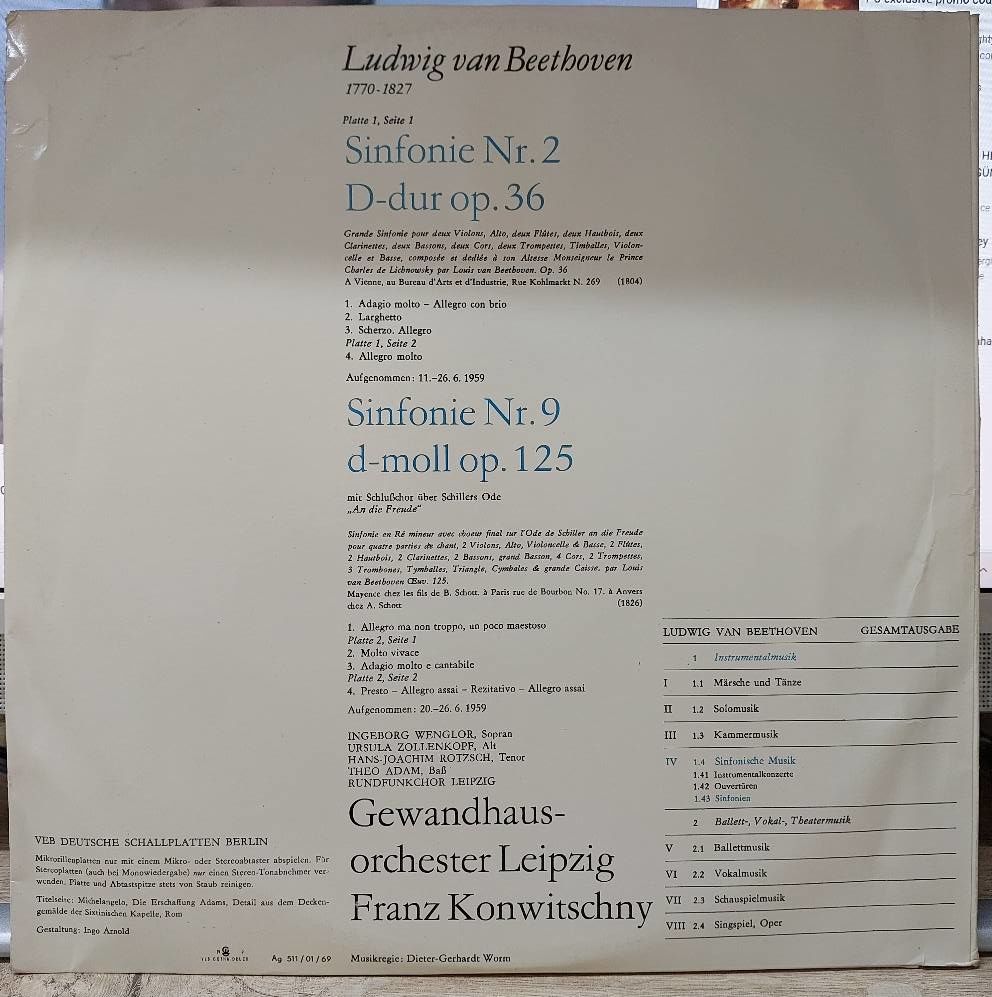 Ludwig van Beethoven
1770-1827
Platte 1, Seite 1
Sinfonie Nr. 2
D-dur op. 36
Grande Sinfonie pour deux Violons, Alto, deux Flûtes, deux Hautbois, deux
Clarinettes, deux Bassons, deux Cors, deux Trompettes, Timballes, Violon-
celle et Basse, composée et dediée à son Altesse Monseigneur le Prince
Charles de Lichnowsky par Louis van Beethoven. Op. 36
A Vienne, au Bureau d'Arts et d'Industrie, Rue Kohlmarkt N. 269 (1804)
1. Adagio molto – Allegro con brio
2. Larghetto
3. Scherzo. Allegro
Platte 1, Seite 2
4. Allegro molto
Aufgenommen: 11.–26. 6. 1959
Sinfonie Nr. 9
d-moll op. 125
mit Schlußchor über Schillers Ode
„An die Freude“
Sinfonie en Ré mineur avec choeur final sur l'Ode de Schiller an die Freude
pour quatre parties de chant, 2 Violons, Alto, Violoncelle & Basse, 2 Flûtes,
2 Hautbois, 2 Clarinettes, 2 Bassons, grand Basson, 4 Cors, 2 Trompettes,
3 Trombones, Tymballes, Triangle, Cymbales & grande Caisse. par Louis
van Beethoven Œuv. 125.
Mayence chez les fils de B. Schott. à Paris rue de Bourbon No. 17. à Anvers
chez A. Schott (1826)
1. Allegro ma non troppo, un poco maestoso
Platte 2, Seite 1
2. Molto vivace
3. Adagio molto e cantabile
Platte 2, Seite 2
4. Presto – Allegro assai – Rezitativo – Allegro assai
Aufgenommen: 20.–26. 6. 1959
INGEBORG WENGLOR, Sopran
URSULA ZOLLENKOPF, Alt
HANS-JOACHIM ROTZSCH, Tenor
THEO ADAM, Baß
RUNDFUNKCHOR LEIPZIG
Gewandhaus-
orchester Leipzig
Franz Konwitschny
Musikregie: Dieter-Gerhardt Worm
VEB DEUTSCHE SCHALLPLATTEN BERLIN
Mikrorillenplatten nur mit einem Mikro- oder Stereoabtaster abspielen. Für
Stereoplatten (auch bei Monowiedergabe) nur einen Stereo-Tonabnehmer ver-
wenden. Platte und Abtastspitze stets von Staub reinigen.
Titelseite: Michelangelo, Die Erschaffung Adams, Detail aus dem Decken-
gemälde der Sixtinischen Kapelle, Rom
Gestaltung: Ingo Arnold
Ag 511/01/69
LUDWIG VAN BEETHOVEN GESAMTAUSGABE
1 Instrumentalmusik
I 1.1 Märsche und Tänze
II 1.2 Solomusik
III 1.3 Kammermusik
IV 1.4 Sinfonische Musik
1.41 Instrumentalkonzerte
1.42 Ouvertüren
1.43 Sinfonien
2 Ballett-, Vokal-, Theatermusik
V 2.1 Ballettmusik
VI 2.2 Vokalmusik
VII 2.3 Schauspielmusik
VIII 2.4 Singspiel, Oper